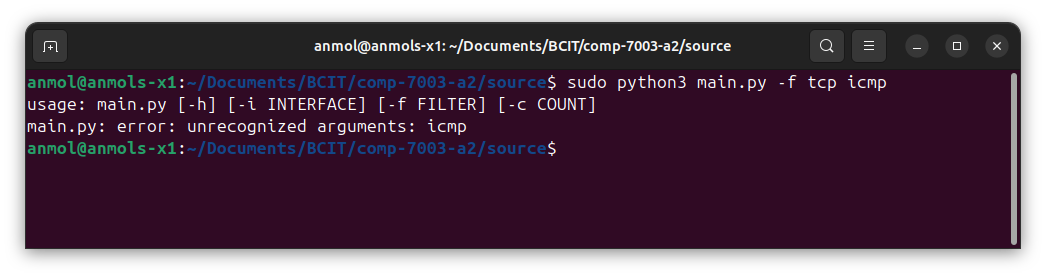 anmol@anmols-x1: ~/Documents/BCIT/comp-7003-a2/source
anmol@anmols-x1:~/Documents/BCIT/comp-7003-a2/source$ sudo python3 main.py -f tcp icmp
usage: main.py [-h] [-i INTERFACE] [-f FILTER] [-c COUNT]
main.py: error: unrecognized arguments: icmp
anmol@anmols-x1:~/Documents/BCIT/comp-7003-a2/source$